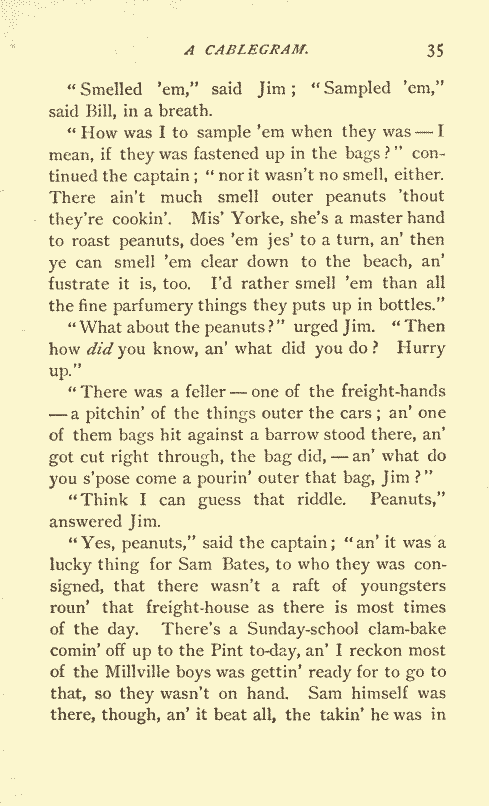 A CABLEGRAM. 35
“Smelled ’em,” said Jim; “Sampled ’em,”
said Bill, in a breath.
“How was I to sample ’em when they was — I
mean, if they was fastened up in the bags?” con-
tinued the captain; “nor it wasn’t no smell, either.
There ain’t much smell outer peanuts ’thout
they’re cookin’. Mis’ Yorke, she’s a master hand
to roast peanuts, does ’em jes’ to a turn, an’ then
ye can smell ’em clear down to the beach, an’
fustrate it is, too. I’d rather smell ’em than all
the fine parfumery things they puts up in bottles.”
“What about the peanuts?” urged Jim. “Then
how did you know, an’ what did you do? Hurry
up.”
“There was a feller — one of the freight-hands
— a pitchin’ of the things outer the cars; an’ one
of them bags hit against a barrow stood there, an’
got cut right through, the bag did, — an’ what do
you s’pose come a pourin’ outer that bag, Jim?”
“Think I can guess that riddle. Peanuts,”
answered Jim.
“Yes, peanuts,” said the captain; “an’ it was a
lucky thing for Sam Bates, to who they was con-
signed, that there wasn’t a raft of youngsters
roun’ that freight-house as there is most times
of the day. There’s a Sunday-school clam-bake
comin’ off up to the Pint to-day, an’ I reckon most
of the Millville boys was gettin’ ready for to go to
that, so they wasn’t on hand. Sam himself was
there, though, an’ it beat all, the takin’ he was in